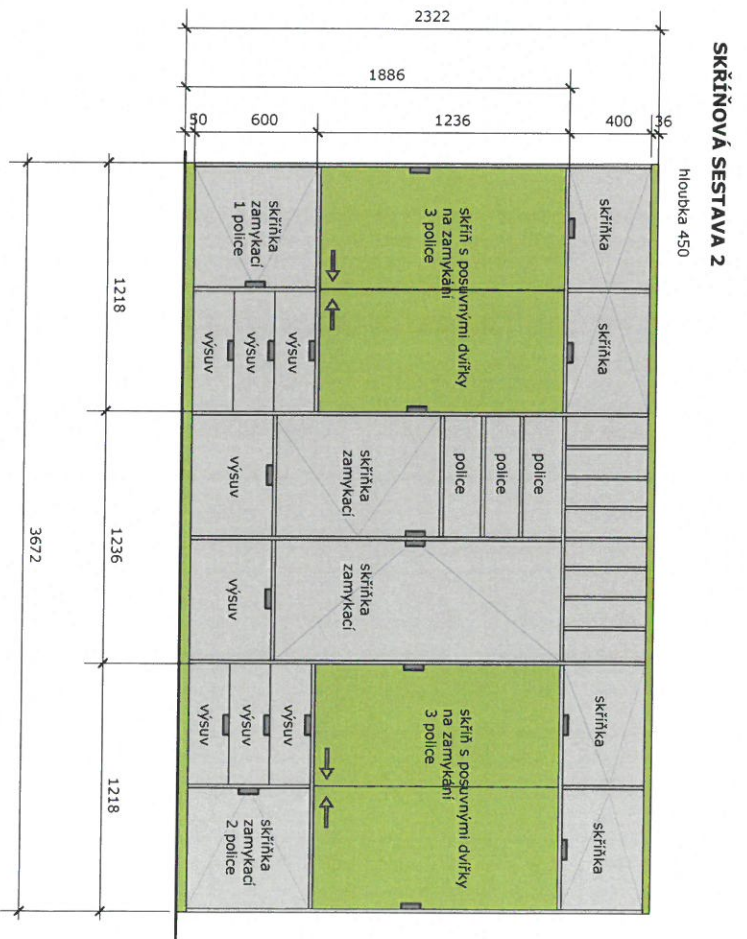 SKŘÍŇOVÁ SESTAVA 2
hloubka 450
2322
1886
36
400
1236
600
50
skříňka
skříňka
skříňka
skříňka
skříň s posuvnými dvířky
na zamykání
3 police
police
police
police
skříňka
zamykací
skříňka
zamykací
skříň s posuvnými dvířky
na zamykání
3 police
skříňka
zamykací
1 police
výsuv
výsuv
výsuv
výsuv
výsuv
výsuv
výsuv
výsuv
skříňka
zamykací
2 police
1218
1236
1218
3672